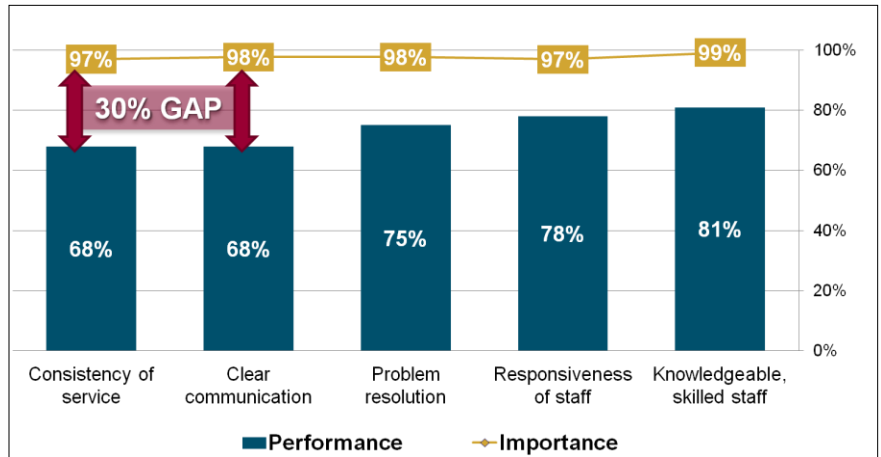 97% 98% 98% 97% 99%
30% GAP
68% 68% 75% 78% 81%
100%
80%
60%
40%
20%
0%
Consistency of
service
Clear
communication
Problem
resolution
Responsiveness
of staff
Knowledgeable,
skilled staff
Performance Importance